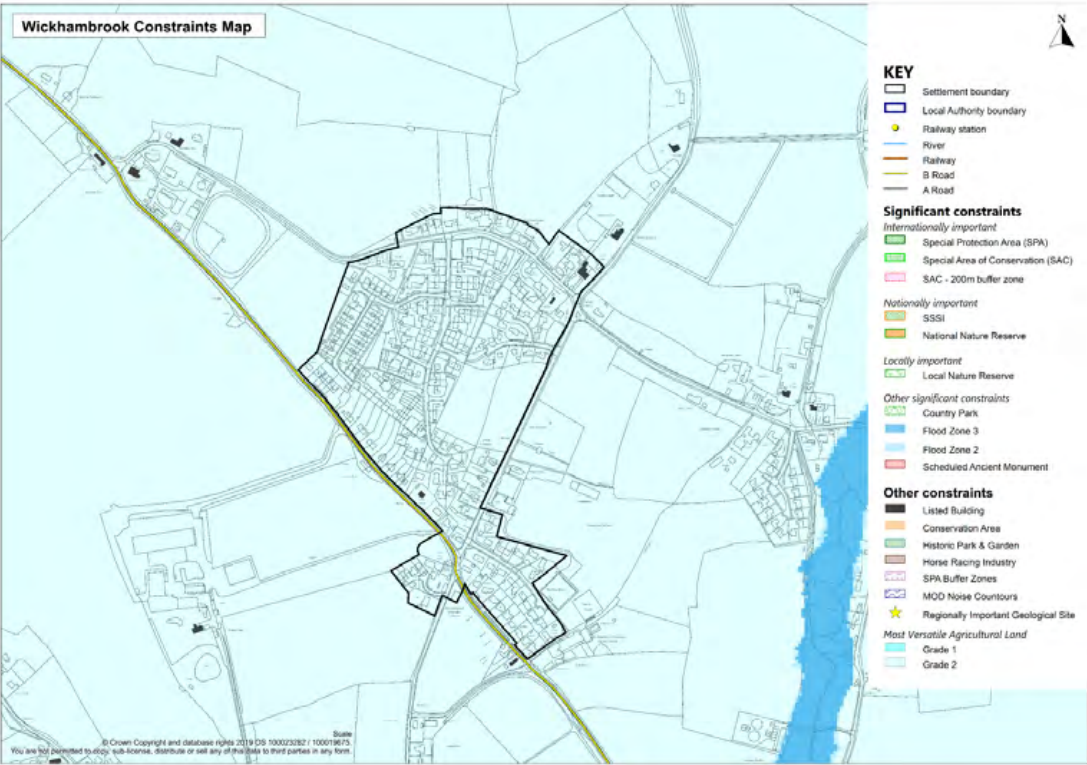 Wickhambrook Constraints Map
N
KEY
Settlement boundary
Local Authority boundary
Railway station
River
Railway
B Road
A Road
Significant constraints
Internationally important
Special Protection Area (SPA)
Special Area of Conservation (SAC)
SAC - 200m buffer zone
Nationally important
SSSI
National Nature Reserve
Locally important
Local Nature Reserve
Other significant constraints
Country Park
Flood Zone 3
Flood Zone 2
Scheduled Ancient Monument
Other constraints
Listed Building
Conservation Area
Historic Park & Garden
Horse Racing Industry
SPA Buffer Zones
MOD Noise Countours
Regionally Important Geological Site
Most Versatile Agricultural Land
Grade 1
Grade 2
Scale
© Crown Copyright and database rights 2019 OS 100023282 / 100019675.
You are not permitted to copy, sub-license, distribute or sell any of this data to third parties in any form.